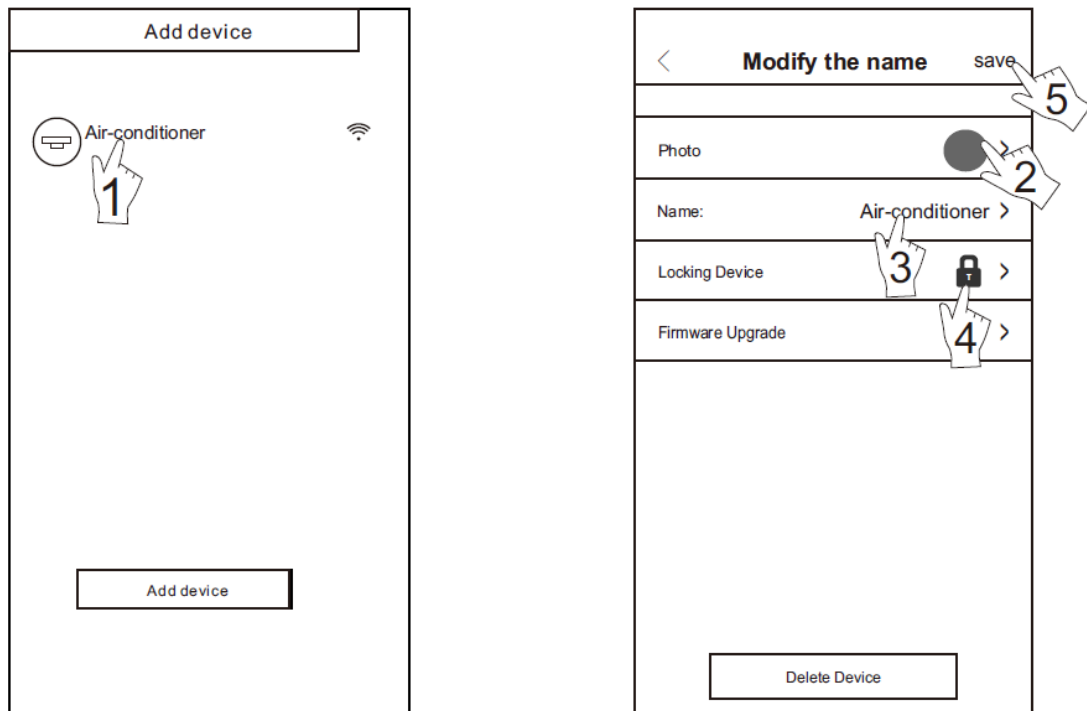 Add device
Air-conditioner
1
Add device
Modify the name save
5
Photo
2
Name: Air-conditioner
3
Locking Device
T
Firmware Upgrade
4
Delete Device